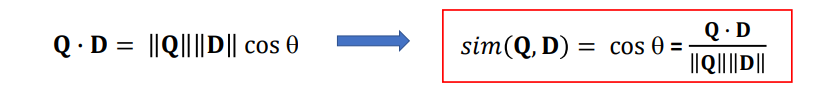 Q · D = ‖Q‖‖D‖ cos θ
sim(Q, D) = cos θ = Q · D / ‖Q‖‖D‖